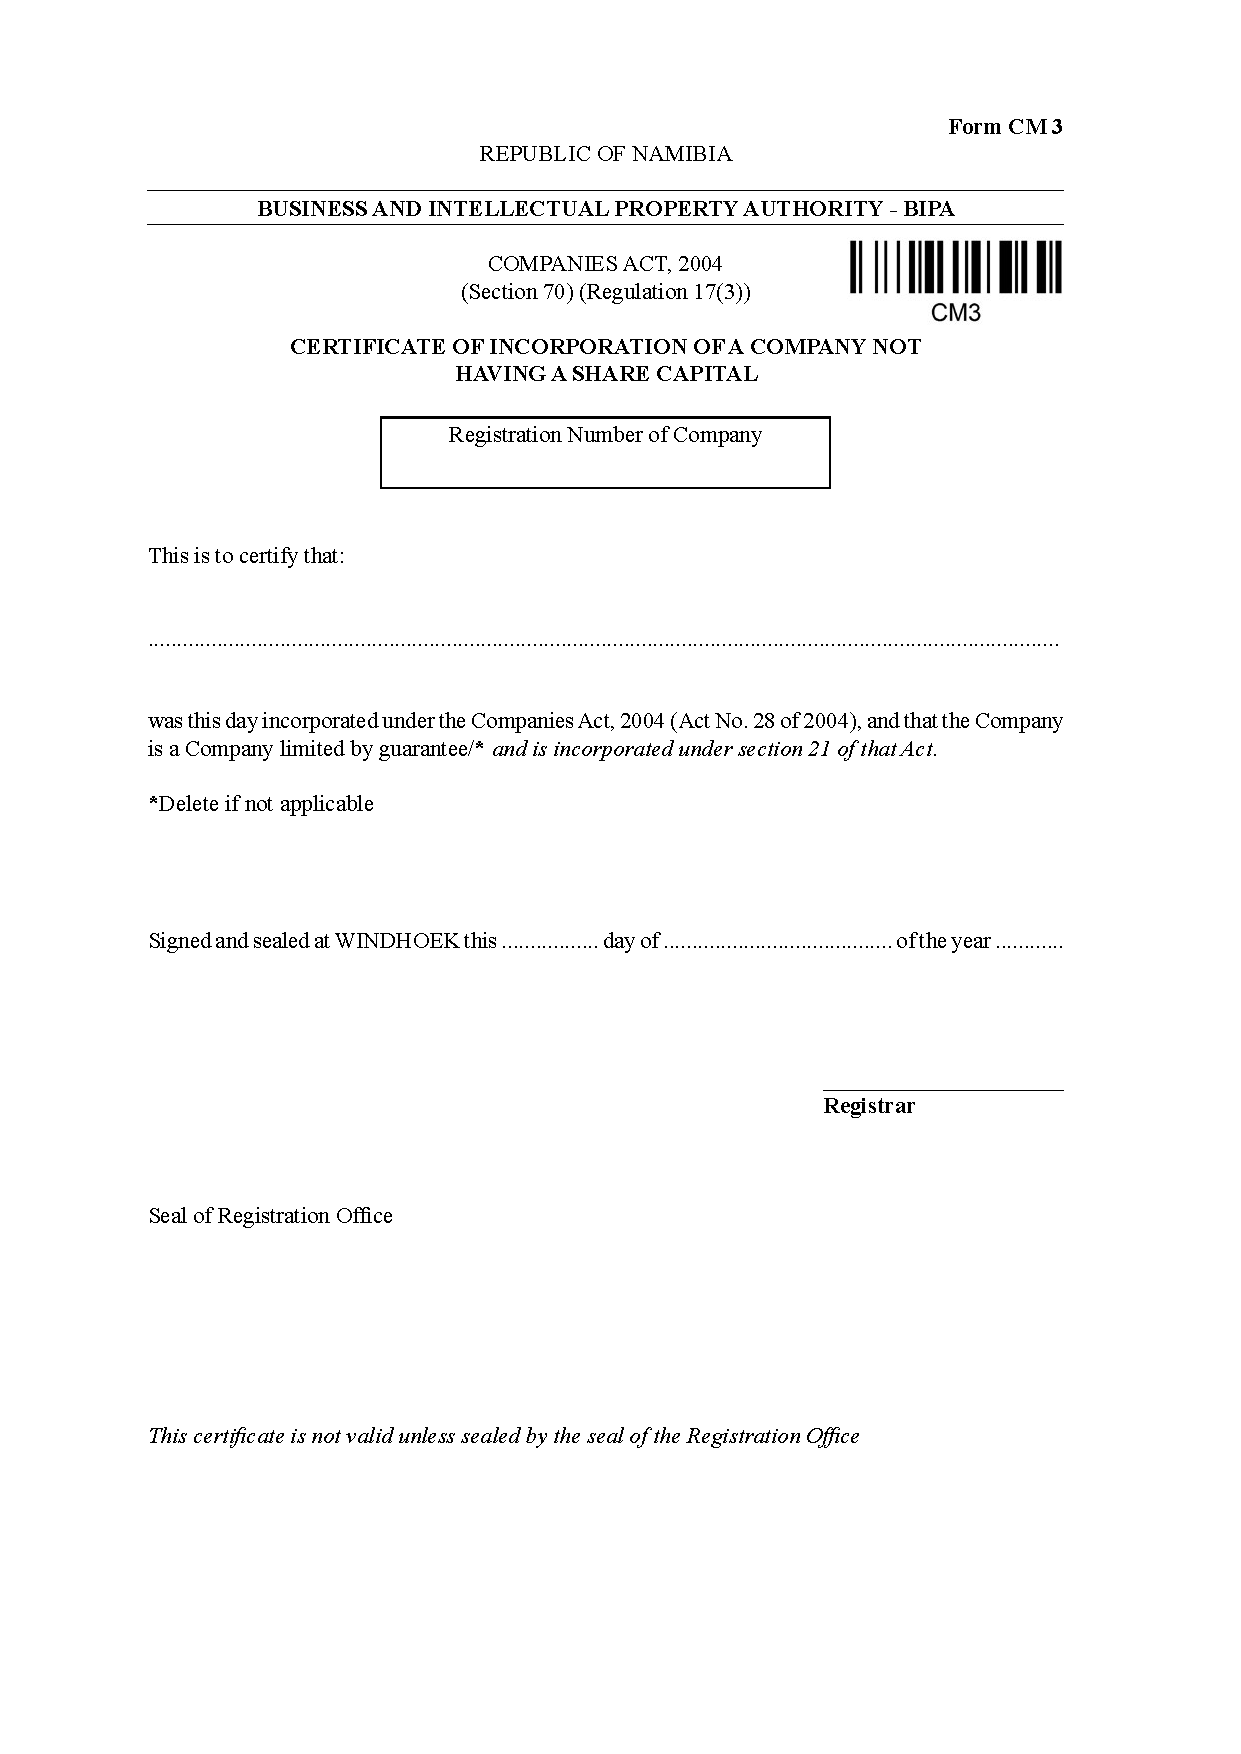 Form CM 3
REPUBLIC OF NAMIBIA
BUSINESS AND INTELLECTUAL PROPERTY AUTHORITY - BIPA
COMPANIES ACT, 2004
(Section 70) (Regulation 17(3))
CM3
CERTIFICATE OF INCORPORATION OF A COMPANY NOT
HAVING A SHARE CAPITAL
Registration Number of Company
This is to certify that:
................................................................................................................................................................
was this day incorporated under the Companies Act, 2004 (Act No. 28 of 2004), and that the Company
is a Company limited by guarantee/* and is incorporated under section 21 of that Act.
*Delete if not applicable
Signed and sealed at WINDHOEK this ................. day of ........................................ of the year ............
Registrar
Seal of Registration Office
This certificate is not valid unless sealed by the seal of the Registration Office